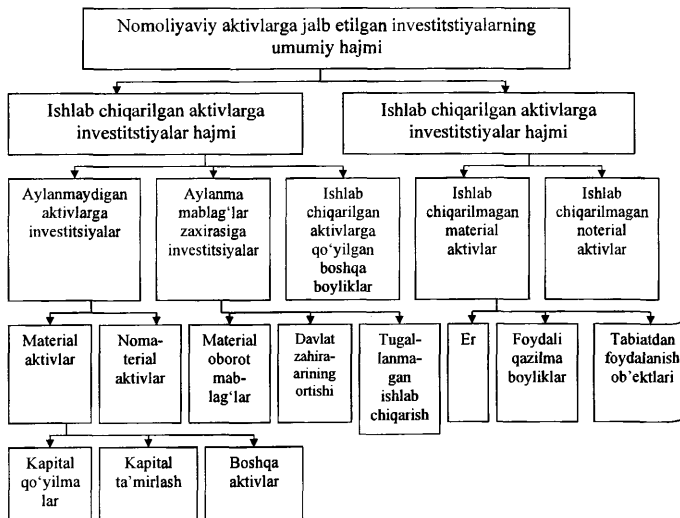 Nomoliyaviy aktivlarga jalb etilgan investitstiyalarning
umumiy hajmi
Ishlab chiqarilgan aktivlarga
investitstiyalar hajmi
Ishlab chiqarilgan aktivlarga
investitstiyalar hajmi
Aylanmaydigan
aktivlarga
investitsiyalar
Aylanma
mablag‘lar
zaxirasiga
investitsiyalar
Ishlab
chiqarilgan
aktivlarga
qo‘yilgan
boshqa
boyliklar
Ishlab
chiqarilmagan
material
aktivlar
Ishlab
chiqarilmagan
noterial
aktivlar
Material
aktivlar
Noma-
terial
aktivlar
Material
oborot
mab-
lag‘lar
Davlat
zahira-
arining
ortishi
Tugal-
lanma-
gan
ishlab
chiqarish
Er
Foydali
qazilma
boyliklar
Tabiatdan
foydalanish
ob’ektlari
Kapital
qo‘yilma
lar
Kapital
ta’mirlash
Boshqa
aktivlar